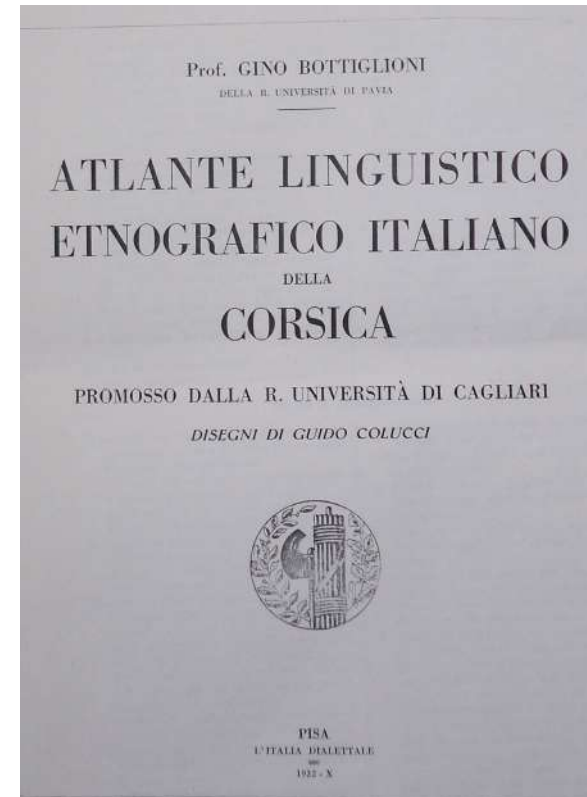 Prof. GINO BOTTIGLIONI
DELLA R. UNIVERSITÀ DI PAVIA
ATLANTE LINGUISTICO
ETNOGRAFICO ITALIANO
DELLA
CORSICA
PROMOSSO DALLA R. UNIVERSITÀ DI CAGLIARI
DISEGNI DI GUIDO COLUCCI
PISA
L'ITALIA DIALETTALE
1932 - X